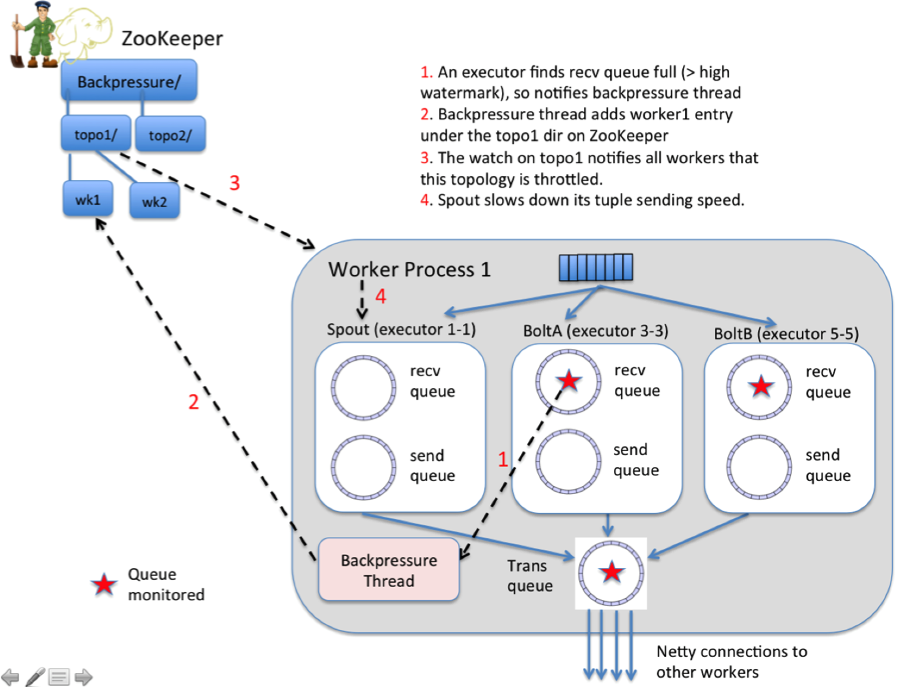 ZooKeeper
Backpressure/
topo1/
topo2/
wk1
wk2
1. An executor finds recv queue full (> high
watermark), so notifies backpressure thread
2. Backpressure thread adds worker1 entry
under the topo1 dir on ZooKeeper
3. The watch on topo1 notifies all workers that
this topology is throttled.
4. Spout slows down its tuple sending speed.
3
Worker Process 1
4
Spout (executor 1-1)
BoltA (executor 3-3)
BoltB (executor 5-5)
recv
queue
send
queue
recv
queue
send
queue
recv
queue
send
queue
2
1
Backpressure
Thread
Trans
queue
Queue
monitored
Netty connections to
other workers